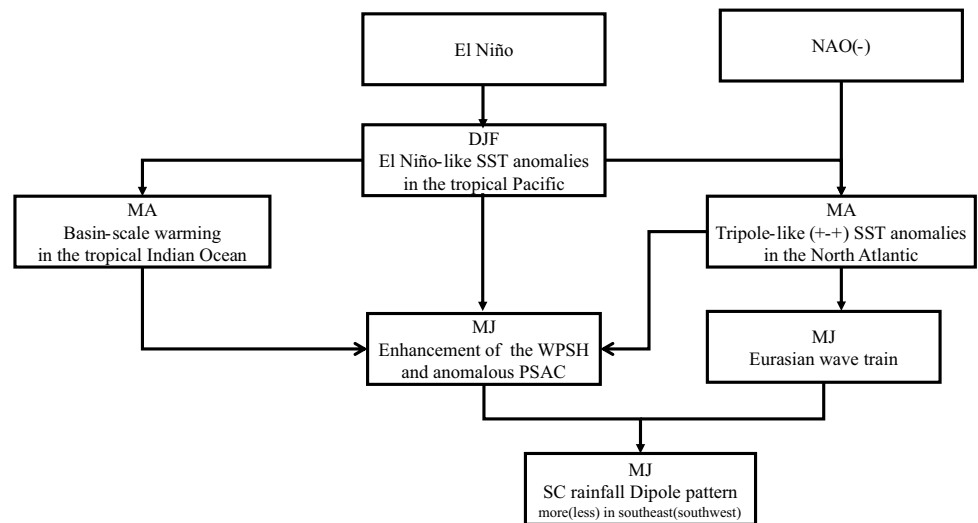 El Niño
NAO(-)
DJF
El Niño-like SST anomalies
in the tropical Pacific
MA
Basin-scale warming
in the tropical Indian Ocean
MA
Tripole-like (+-+) SST anomalies
in the North Atlantic
MJ
Enhancement of the WPSH
and anomalous PSAC
MJ
Eurasian wave train
MJ
SC rainfall Dipole pattern
more(less) in southeast(southwest)